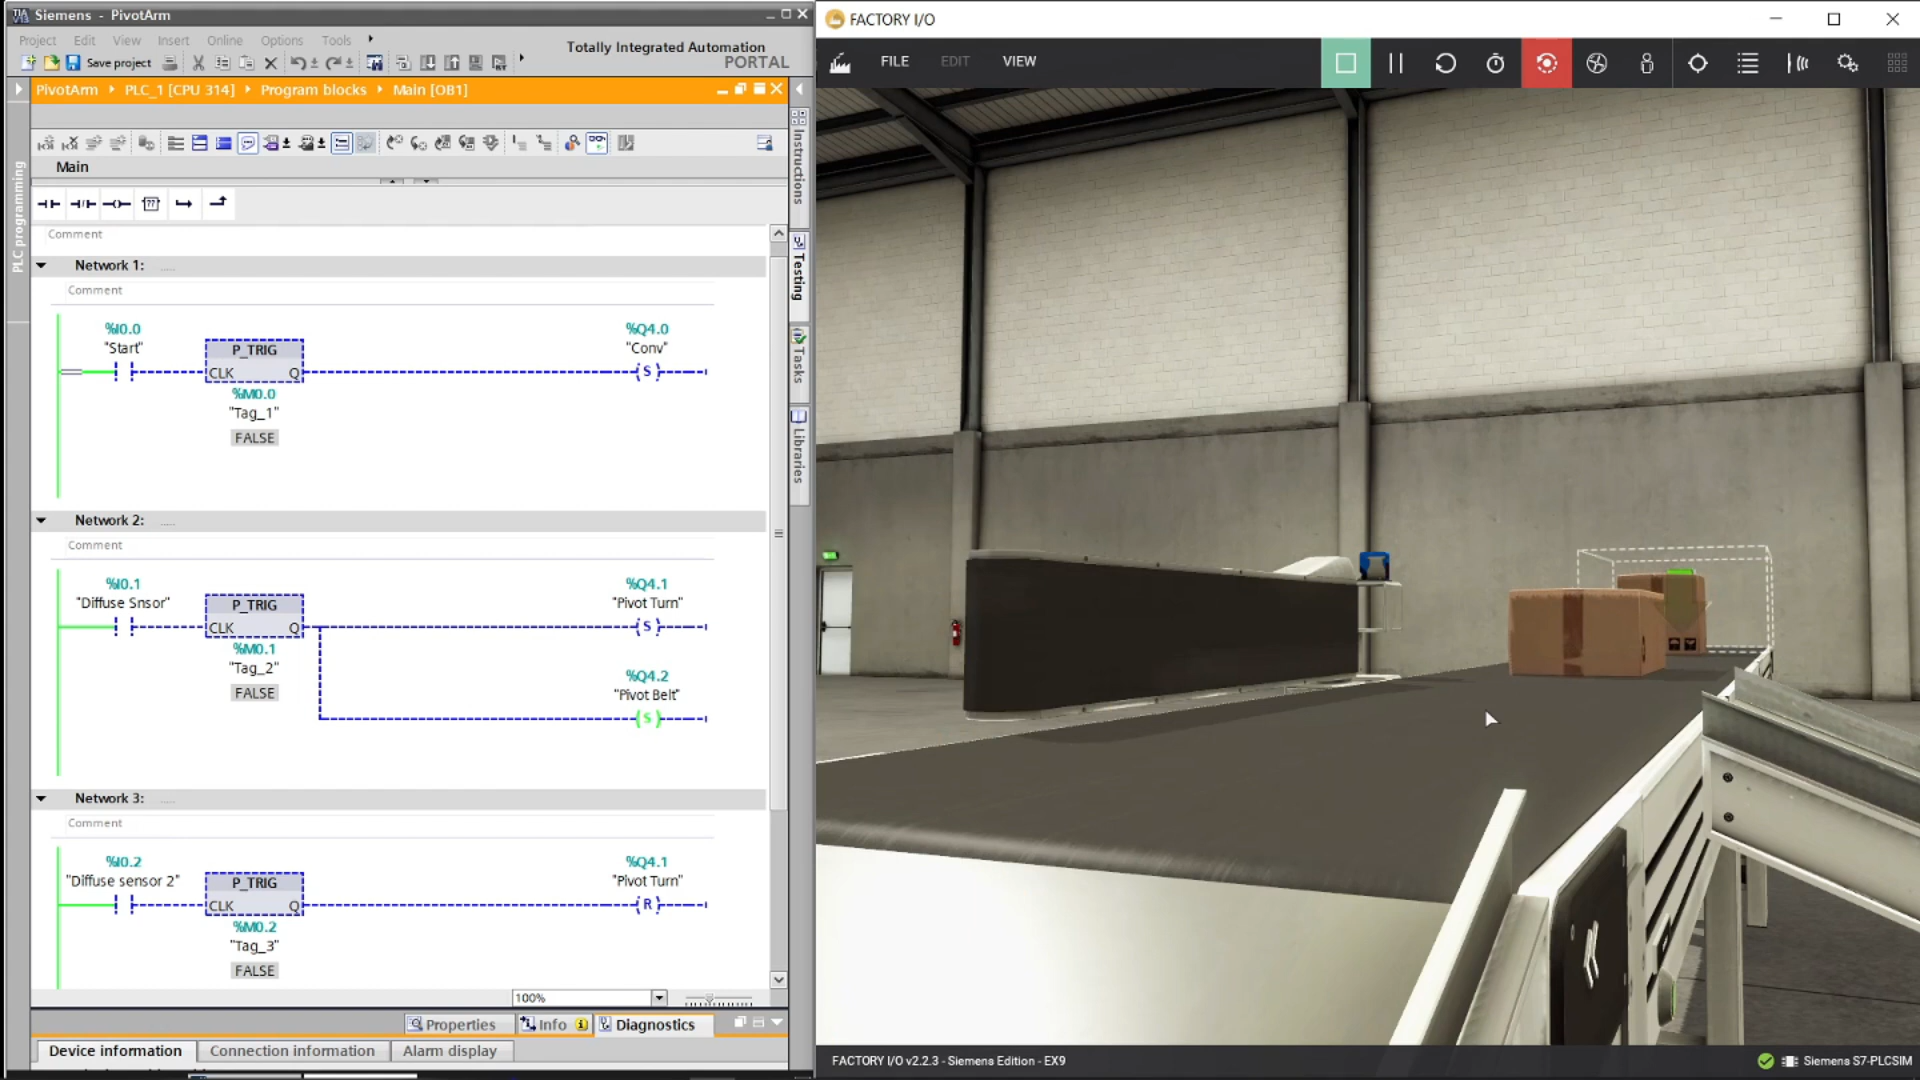 Siemens - PivotArm
Project Edit View Insert Online Options Tools
Totally Integrated Automation
PORTAL
Save project
PivotArm PLC_1 [CPU 314] Program blocks Main [OB1]
Main
Comment
Network 1: .....
Comment
%I0.0
"Start"
P_TRIG
CLK Q
%M0.0
"Tag_1"
FALSE
%Q4.0
"Conv"
S
Network 2: .....
Comment
%I0.1
"Diffuse Snsor"
P_TRIG
CLK Q
%M0.1
"Tag_2"
FALSE
%Q4.1
"Pivot Turn"
S
%Q4.2
"Pivot Belt"
S
Network 3: .....
Comment
%I0.2
"Diffuse sensor 2"
P_TRIG
CLK Q
%M0.2
"Tag_3"
FALSE
%Q4.1
"Pivot Turn"
R
100%
Properties Info Diagnostics
Device information Connection information Alarm display
PLC programming
Instructions
Testing
Tasks
Libraries
FACTORY I/O
FILE EDIT VIEW
FACTORY I/O v2.2.3 - Siemens Edition - EX9
Siemens S7-PLCSIM